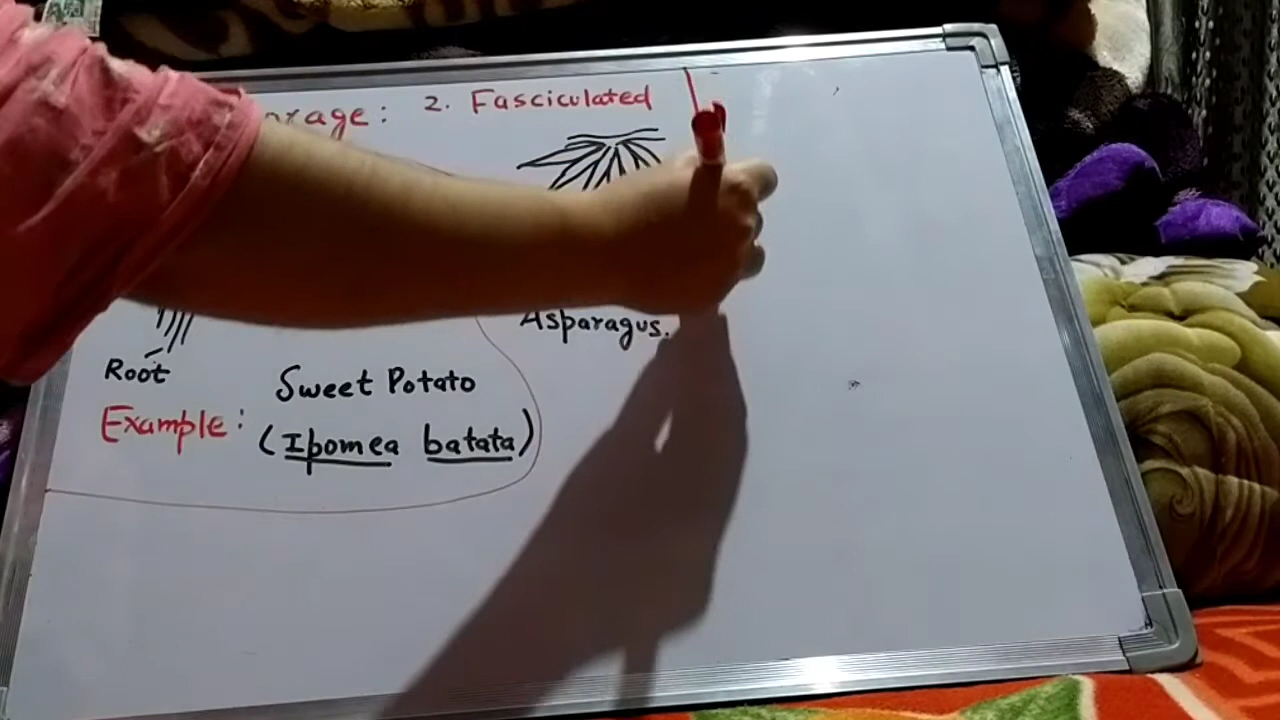 2. Fasciculated
Asparagus.
Root
Sweet Potato
Example:
(Ipomea batata)